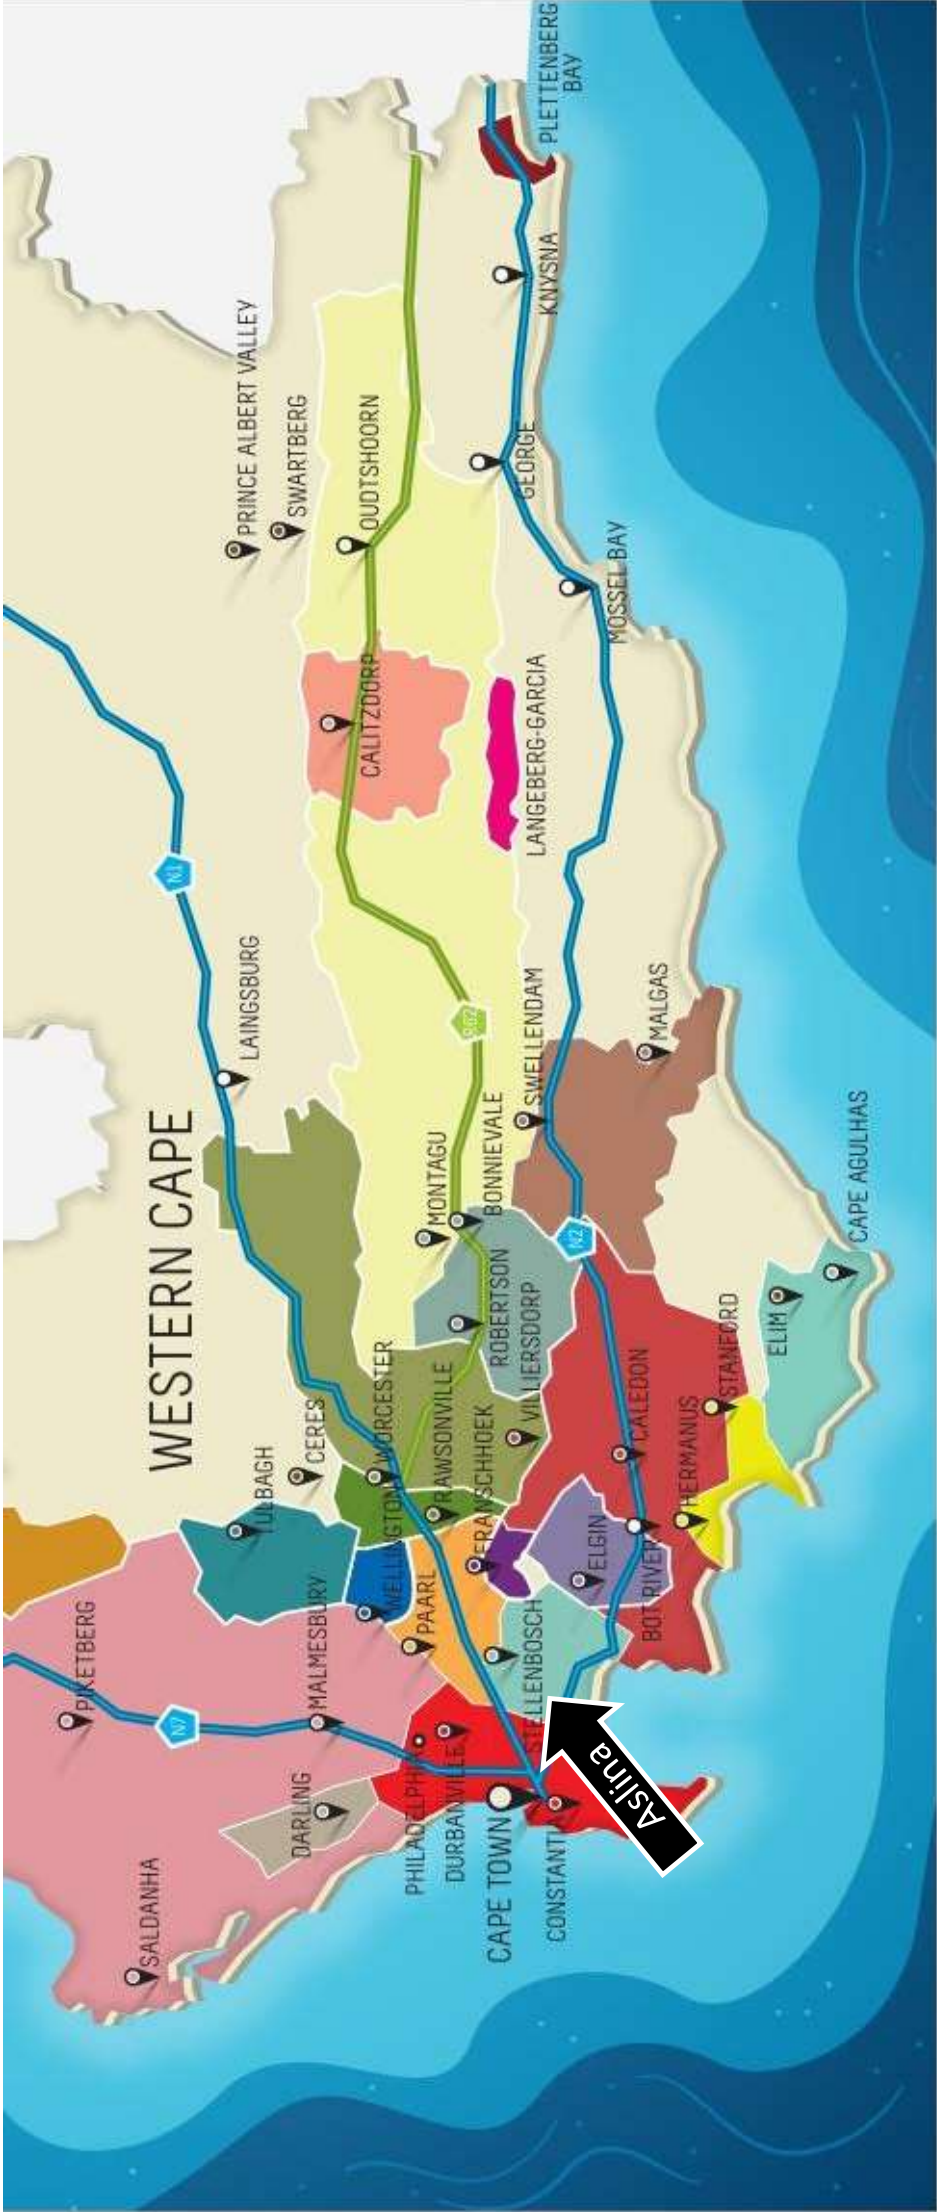 WESTERN CAPE
PIKETBERG
SALDANHA
N7
N1
MALMESBURY
DARLING
TULBAGH
CERES
LAINGSBURG
PRINCE ALBERT VALLEY
SWARTBERG
OUDTSHOORN
CALITZDORP
WELLINGTON
WORCESTER
PAARL
RAWSONVILLE
MONTAGU
BONNIEVALE
R62
PHILADELPHIA
DURBANVILLE
FRANSCHHOEK
ROBERTSON
VILLIERSDORP
SWELLENDAM
LANGEBERG-GARCIA
GEORGE
KNYSNA
PLETTENBERG
BAY
CAPE TOWN
STELLENBOSCH
CONSTANTI
Aslina
ELGIN
N2
MOSSEL BAY
BOT RIVER
CALEDON
MALGAS
HERMANUS
STANFORD
ELIM
CAPE AGULHAS